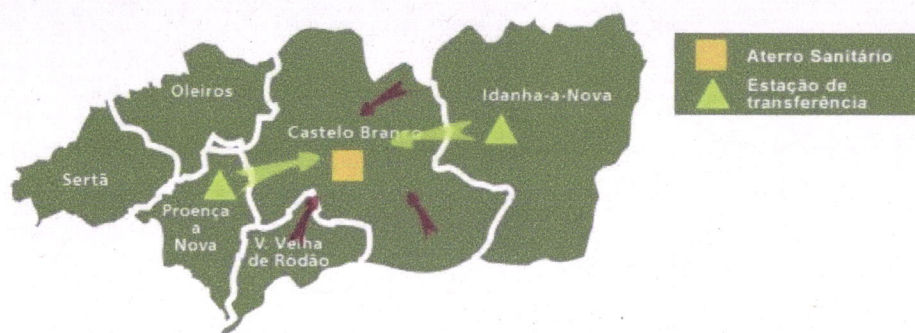 Oleiros
Idanha-a-Nova
Castelo Branco
Sertã
Proença
a
Nova
V. Velha
de Rodão
Aterro Sanitário
Estação de
transferência